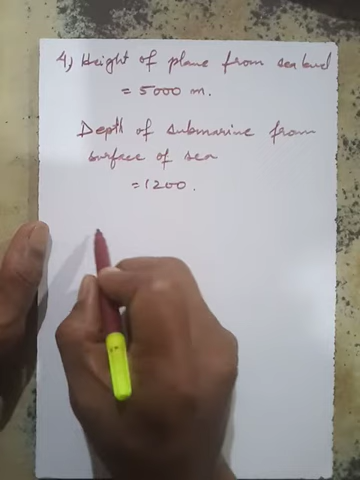 4) Height of plane from sea level
= 5000 m.
Depth of submarine from
surface of sea
= 1200.